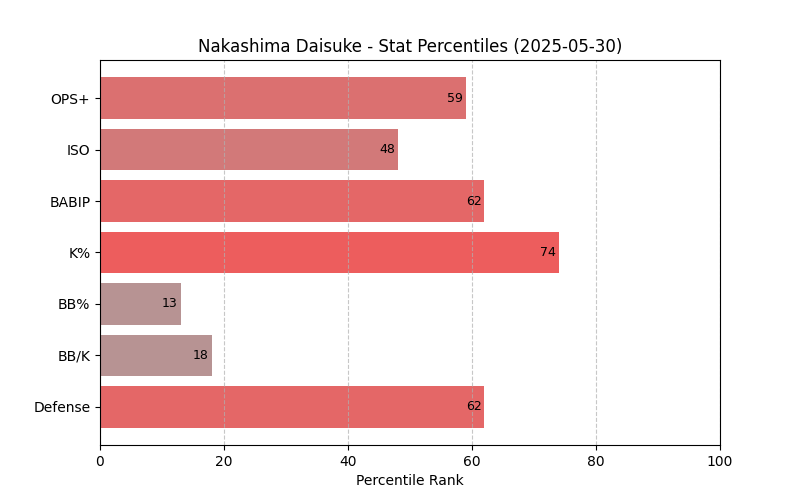 Nakashima Daisuke - Stat Percentiles (2025-05-30)
OPS+ 59
ISO 48
BABIP 62
K% 74
BB% 13
BB/K 18
Defense 62
0 20 40 60 80 100
Percentile Rank